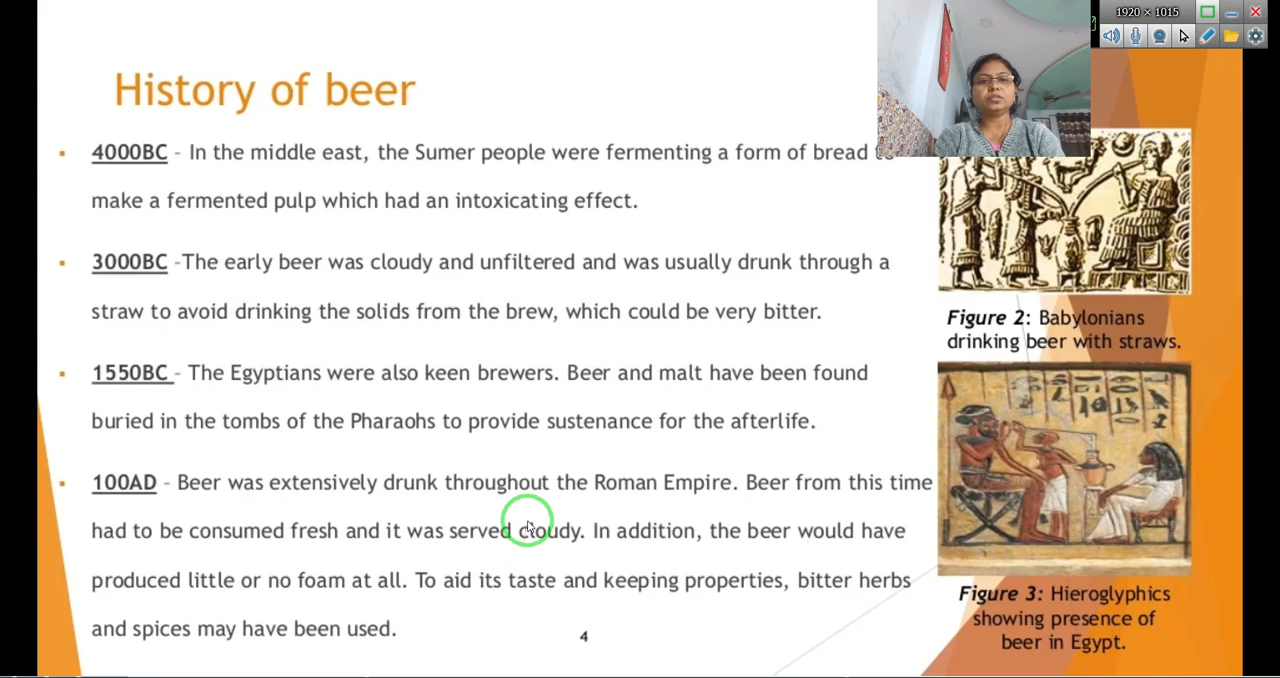 1920 × 1015
History of beer
4000BC – In the middle east, the Sumer people were fermenting a form of bread
make a fermented pulp which had an intoxicating effect.
3000BC –The early beer was cloudy and unfiltered and was usually drunk through a
straw to avoid drinking the solids from the brew, which could be very bitter.
1550BC – The Egyptians were also keen brewers. Beer and malt have been found
buried in the tombs of the Pharaohs to provide sustenance for the afterlife.
100AD – Beer was extensively drunk throughout the Roman Empire. Beer from this time
had to be consumed fresh and it was served cloudy. In addition, the beer would have
produced little or no foam at all. To aid its taste and keeping properties, bitter herbs
and spices may have been used.
4
Figure 2: Babylonians
drinking beer with straws.
Figure 3: Hieroglyphics
showing presence of
beer in Egypt.